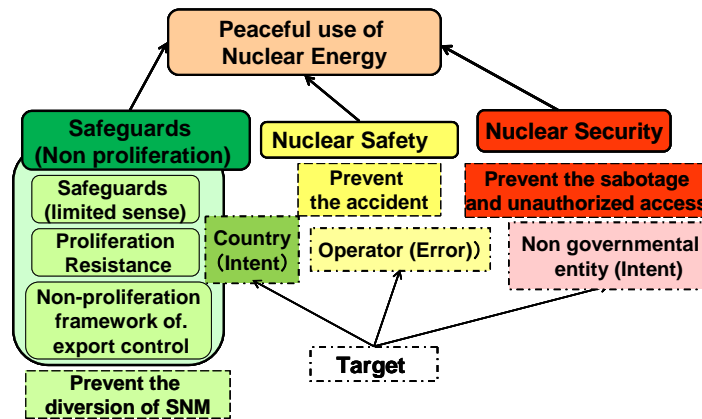 Peaceful use of
Nuclear Energy
Safeguards
(Non proliferation)
Nuclear Safety
Nuclear Security
Safeguards
(limited sense)
Proliferation
Resistance
Non-proliferation
framework of.
export control
Prevent the
diversion of SNM
Prevent
the accident
Prevent the sabotage
and unauthorized access
Country
(Intent)
Operator (Error))
Non governmental
entity (Intent)
Target